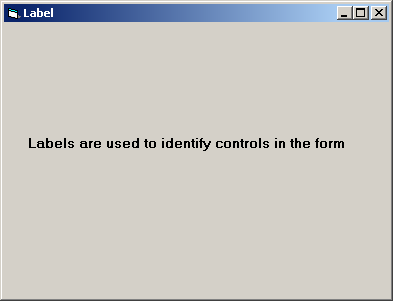 Label
Labels are used to identify controls in the form